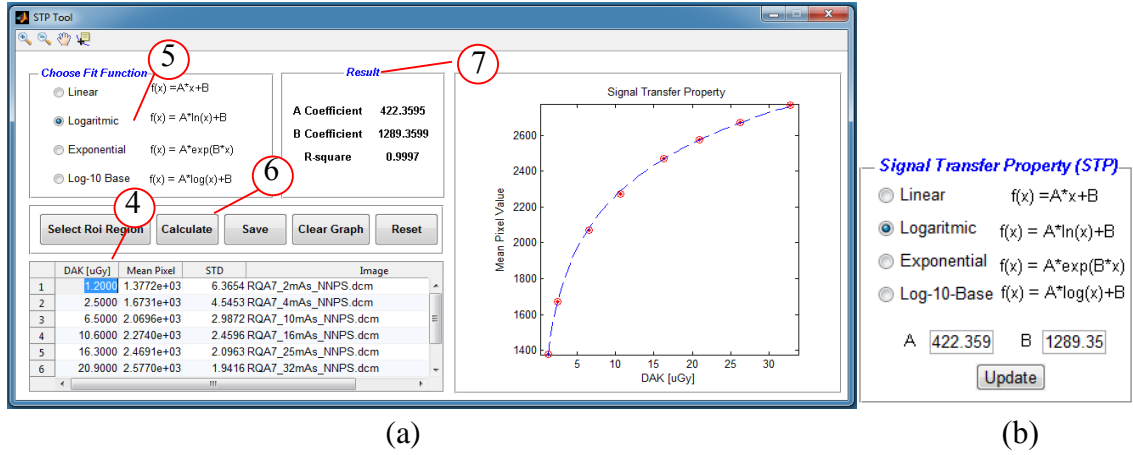 STP Tool
5
7
Choose Fit Function
Linear f(x) =A*x+B
Logaritmic f(x) = A*ln(x)+B
Exponential f(x) = A*exp(B*x)
Log-10 Base f(x) = A*log(x)+B
Result
A Coefficient 422.3595
B Coefficient 1289.3599
R-square 0.9997
6
4
Select Roi Region Calculate Save Clear Graph Reset
DAK [uGy] Mean Pixel STD Image
1 1.2000 1.3772e+03 6.3654 RQA7_2mAs_NNPS.dcm
2 2.5000 1.6731e+03 4.5453 RQA7_4mAs_NNPS.dcm
3 6.5000 2.0696e+03 2.9872 RQA7_10mAs_NNPS.dcm
4 10.6000 2.2740e+03 2.4596 RQA7_16mAs_NNPS.dcm
5 16.3000 2.4691e+03 2.0963 RQA7_25mAs_NNPS.dcm
6 20.9000 2.5770e+03 1.9416 RQA7_32mAs_NNPS.dcm
Signal Transfer Property
Mean Pixel Value
2600
2400
2200
2000
1800
1600
1400
5 10 15 20 25 30
DAK [uGy]
(a)
Signal Transfer Property (STP)
Linear f(x) =A*x+B
Logaritmic f(x) = A*ln(x)+B
Exponential f(x) = A*exp(B*x)
Log-10-Base f(x) = A*log(x)+B
A 422.359 B 1289.35
Update
(b)